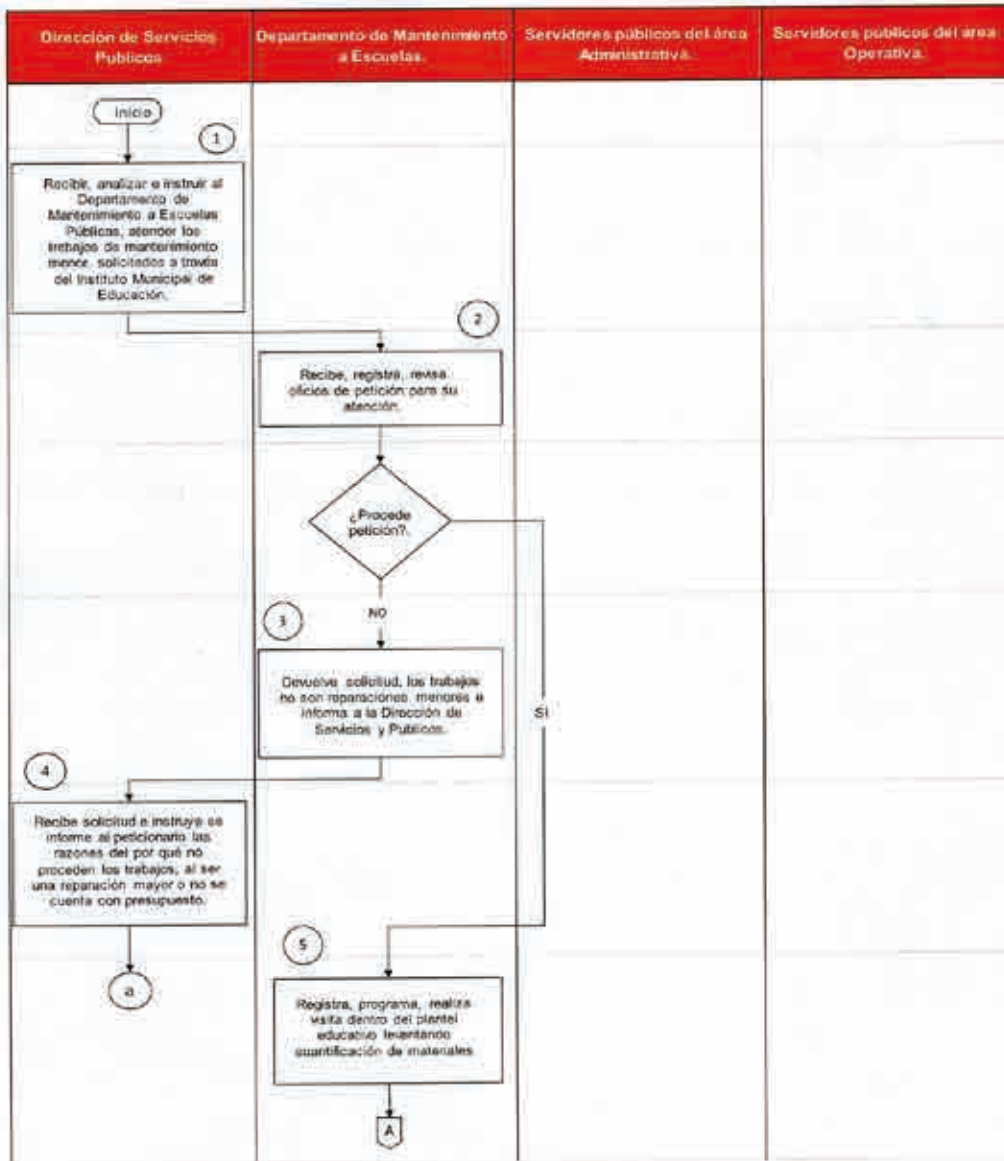 Dirección de Servicios
Publicos
Departamento de Mantenimiento
a Escuelas.
Servidores públicos del área
Administrativa.
Servidores públicos del área
Operativa.
Inicio
1
Recibir, analizar e instruir al
Departamento de
Mantenimiento a Escuelas
Públicas, atender los
trabajos de mantenimiento
menor, solicitados a través
del Instituto Municipal de
Educación.
2
Recibe, registra, revisa
oficios de petición para su
atención.
¿Procede
petición?.
NO
SI
3
Devuelve solicitud, los trabajos
no son reparaciones menores e
informa a la Dirección de
Servicios y Publicos.
4
Recibe solicitud e instruye se
informe al peticionario las
razones del por qué no
proceden los trabajos, al ser
una reparación mayor o no se
cuenta con presupuesto.
a
5
Registra, programa, realiza
visita dentro del plantel
educativo levantando
cuantificación de materiales
A